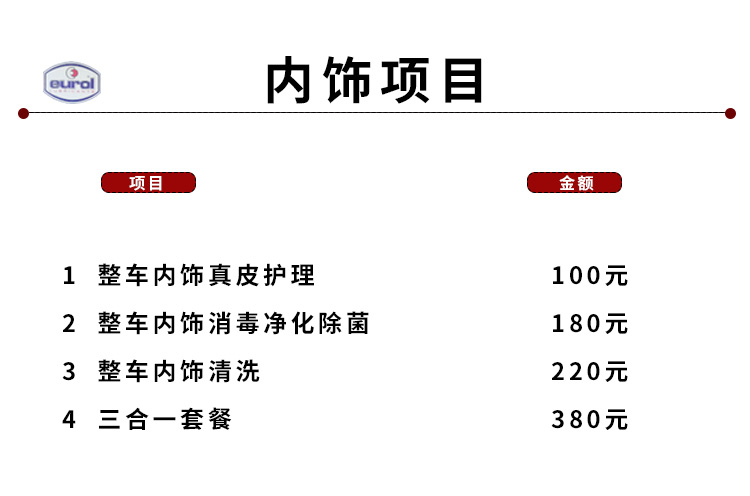 eurol
内饰项目
项目 金额
1 整车内饰真皮护理 100元
2 整车内饰消毒净化除菌 180元
3 整车内饰清洗 220元
4 三合一套餐 380元